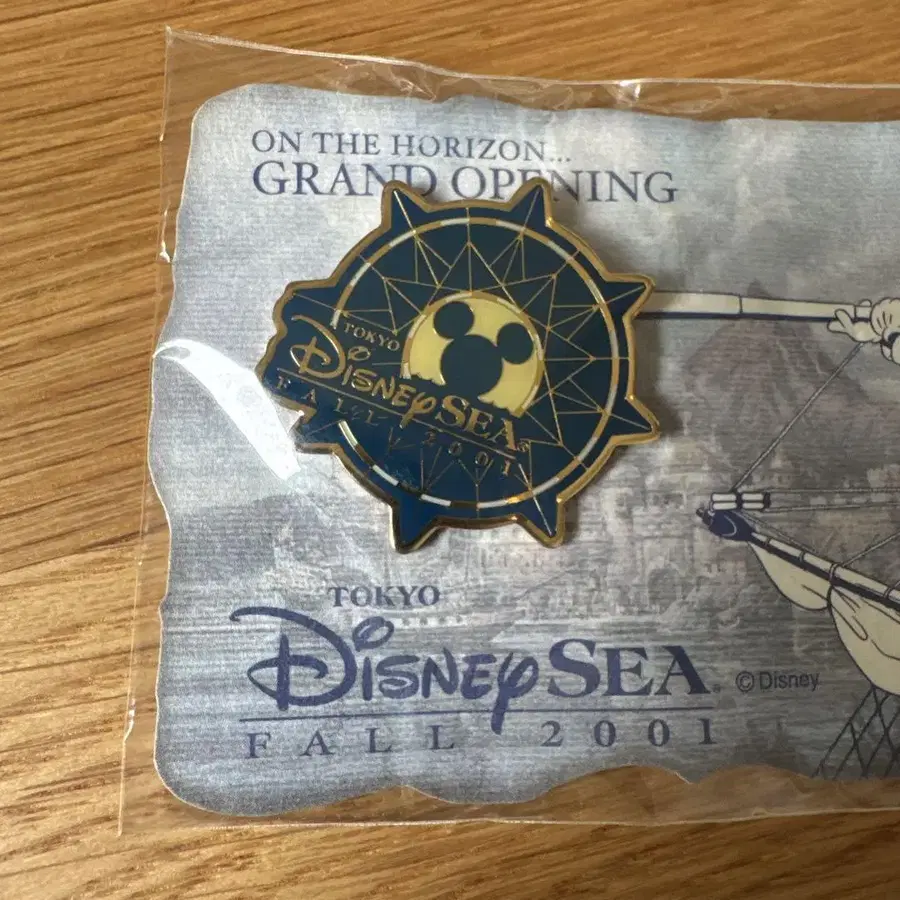 ON THE HORIZON...
GRAND OPENING
TOKYO
DISNEYSEA
FALL 2001
TOKYO
DISNEYSEA
©Disney
FALL 2001